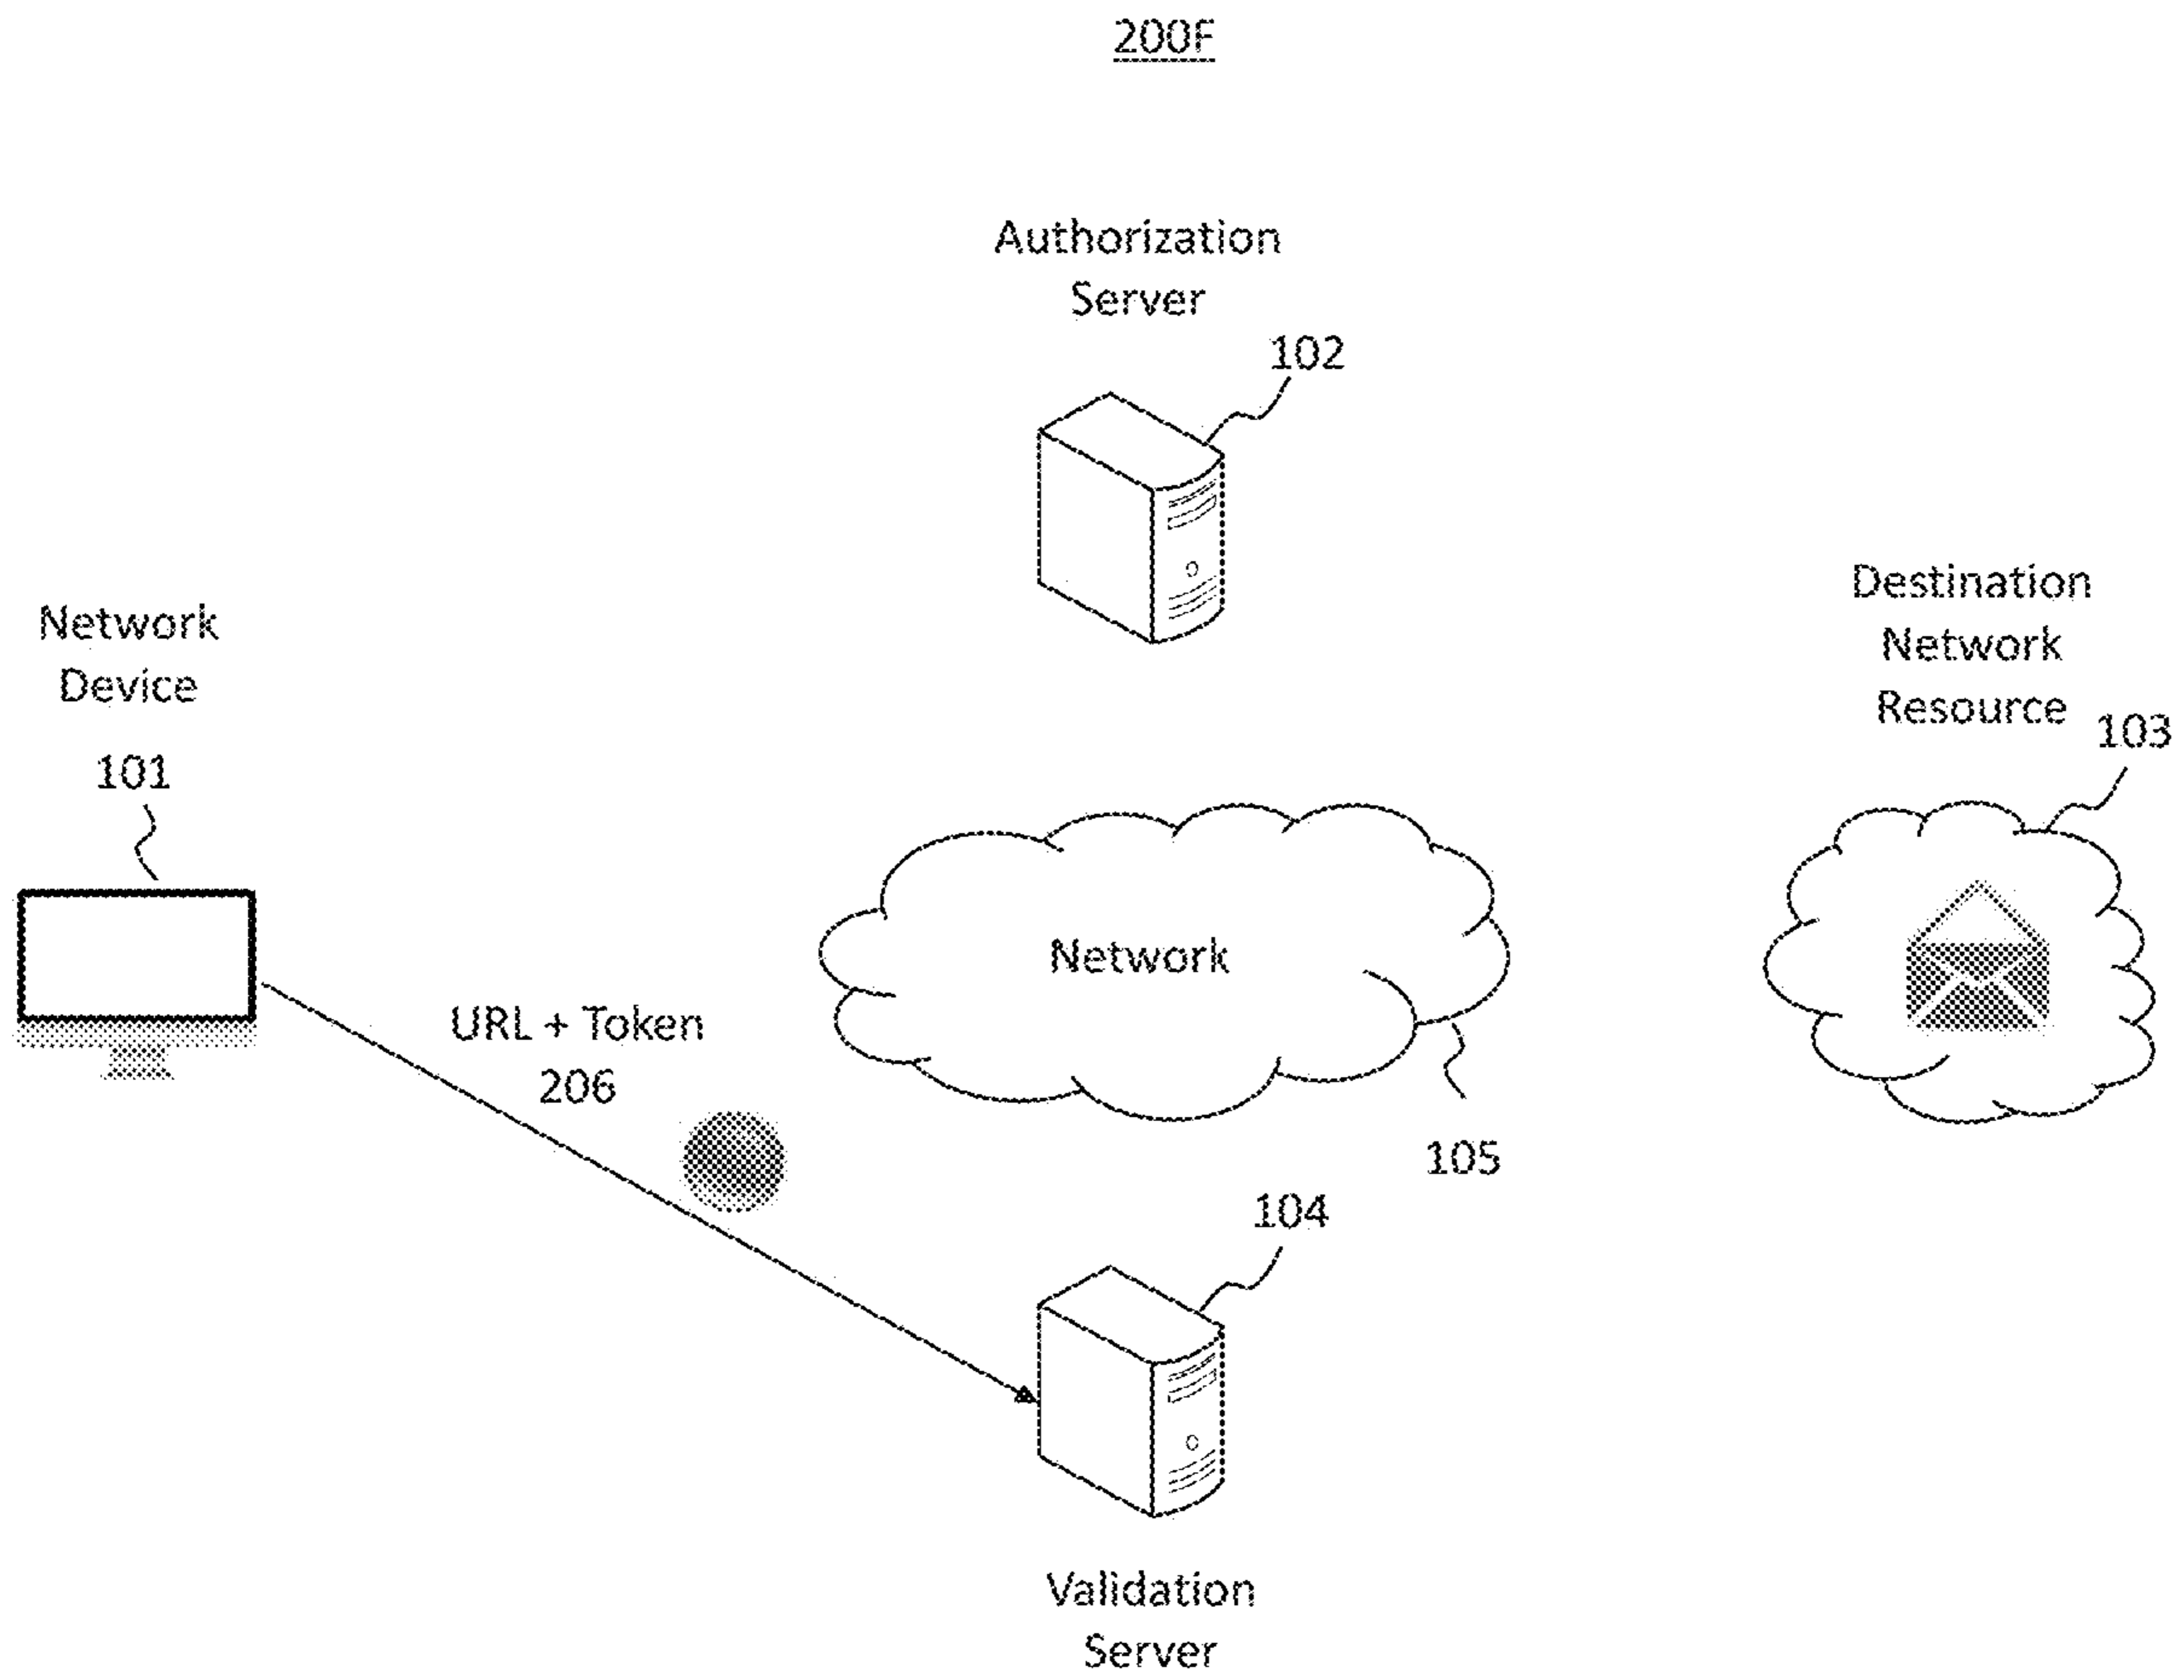 200F
Authorization
Server
102
Network
Device
101
Destination
Network
Resource
103
Network
105
URL + Token
206
104
Validation
Server